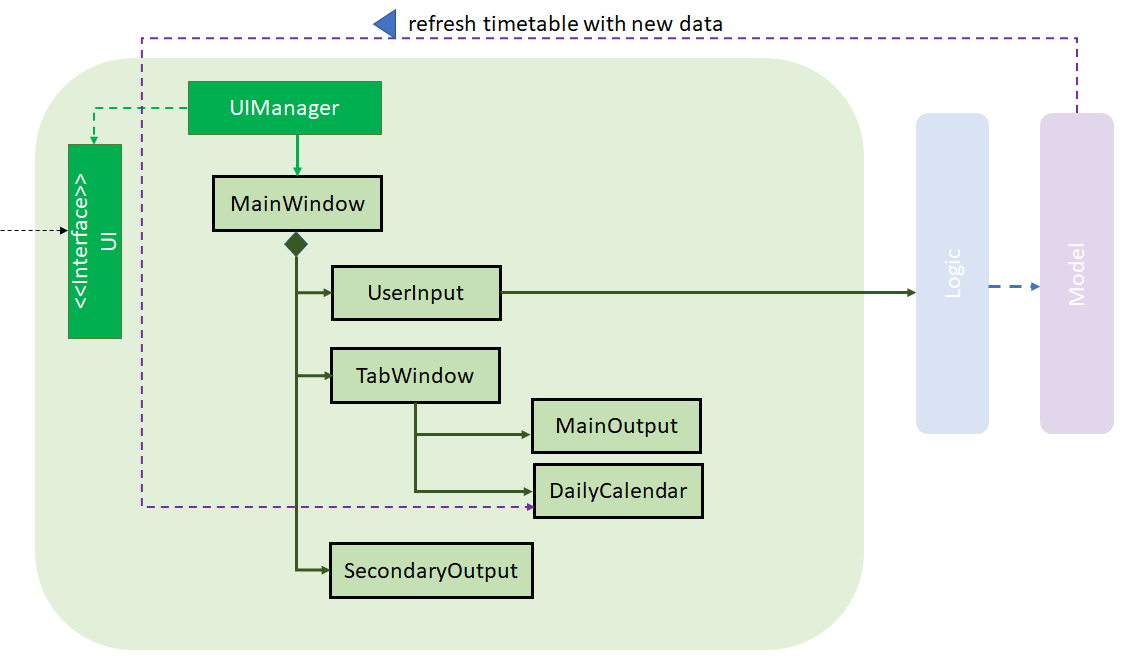 refresh timetable with new data
UIManager
<<Interface>>
UI
MainWindow
UserInput
Logic
Model
TabWindow
MainOutput
DailyCalendar
SecondaryOutput